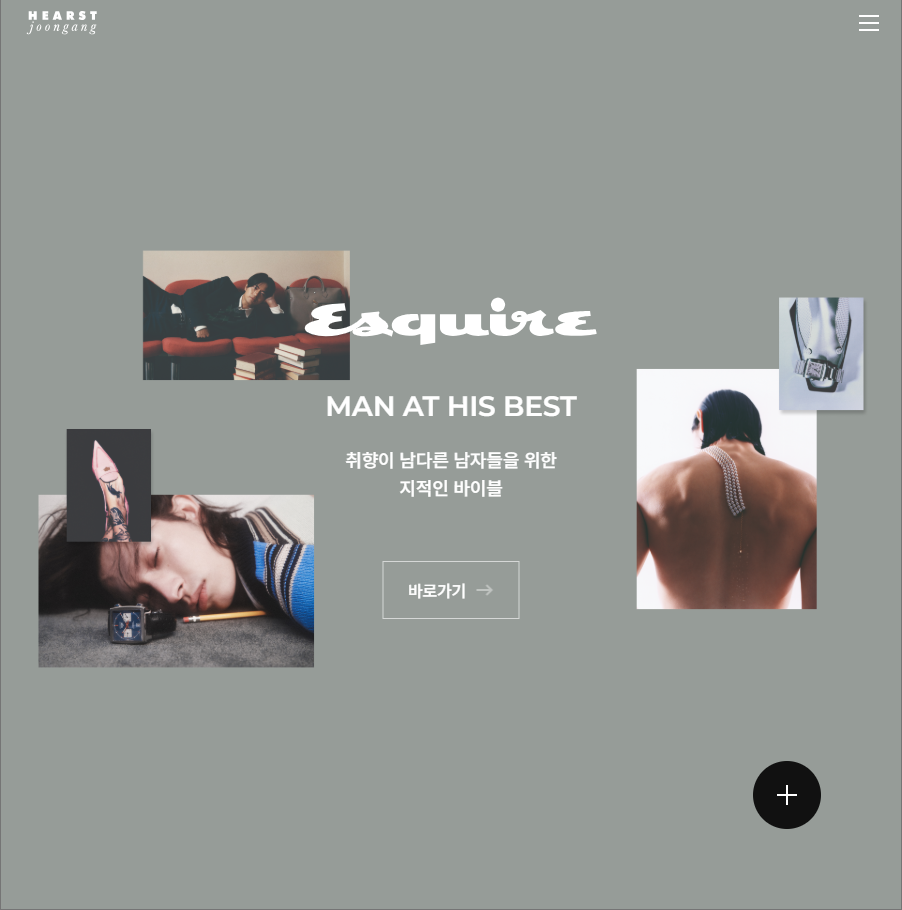 HEARST
joongang
Esquire
MAN AT HIS BEST
취향이 남다른 남자들을 위한
지적인 바이블
바로가기